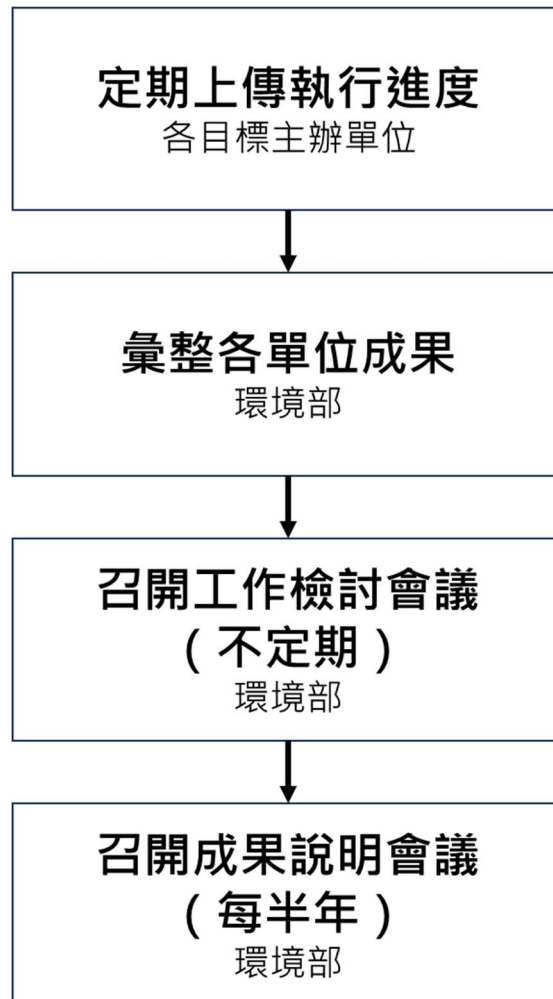 定期上傳執行進度
各目標主辦單位
彙整各單位成果
環境部
召開工作檢討會議
（不定期）
環境部
召開成果說明會議
（每半年）
環境部